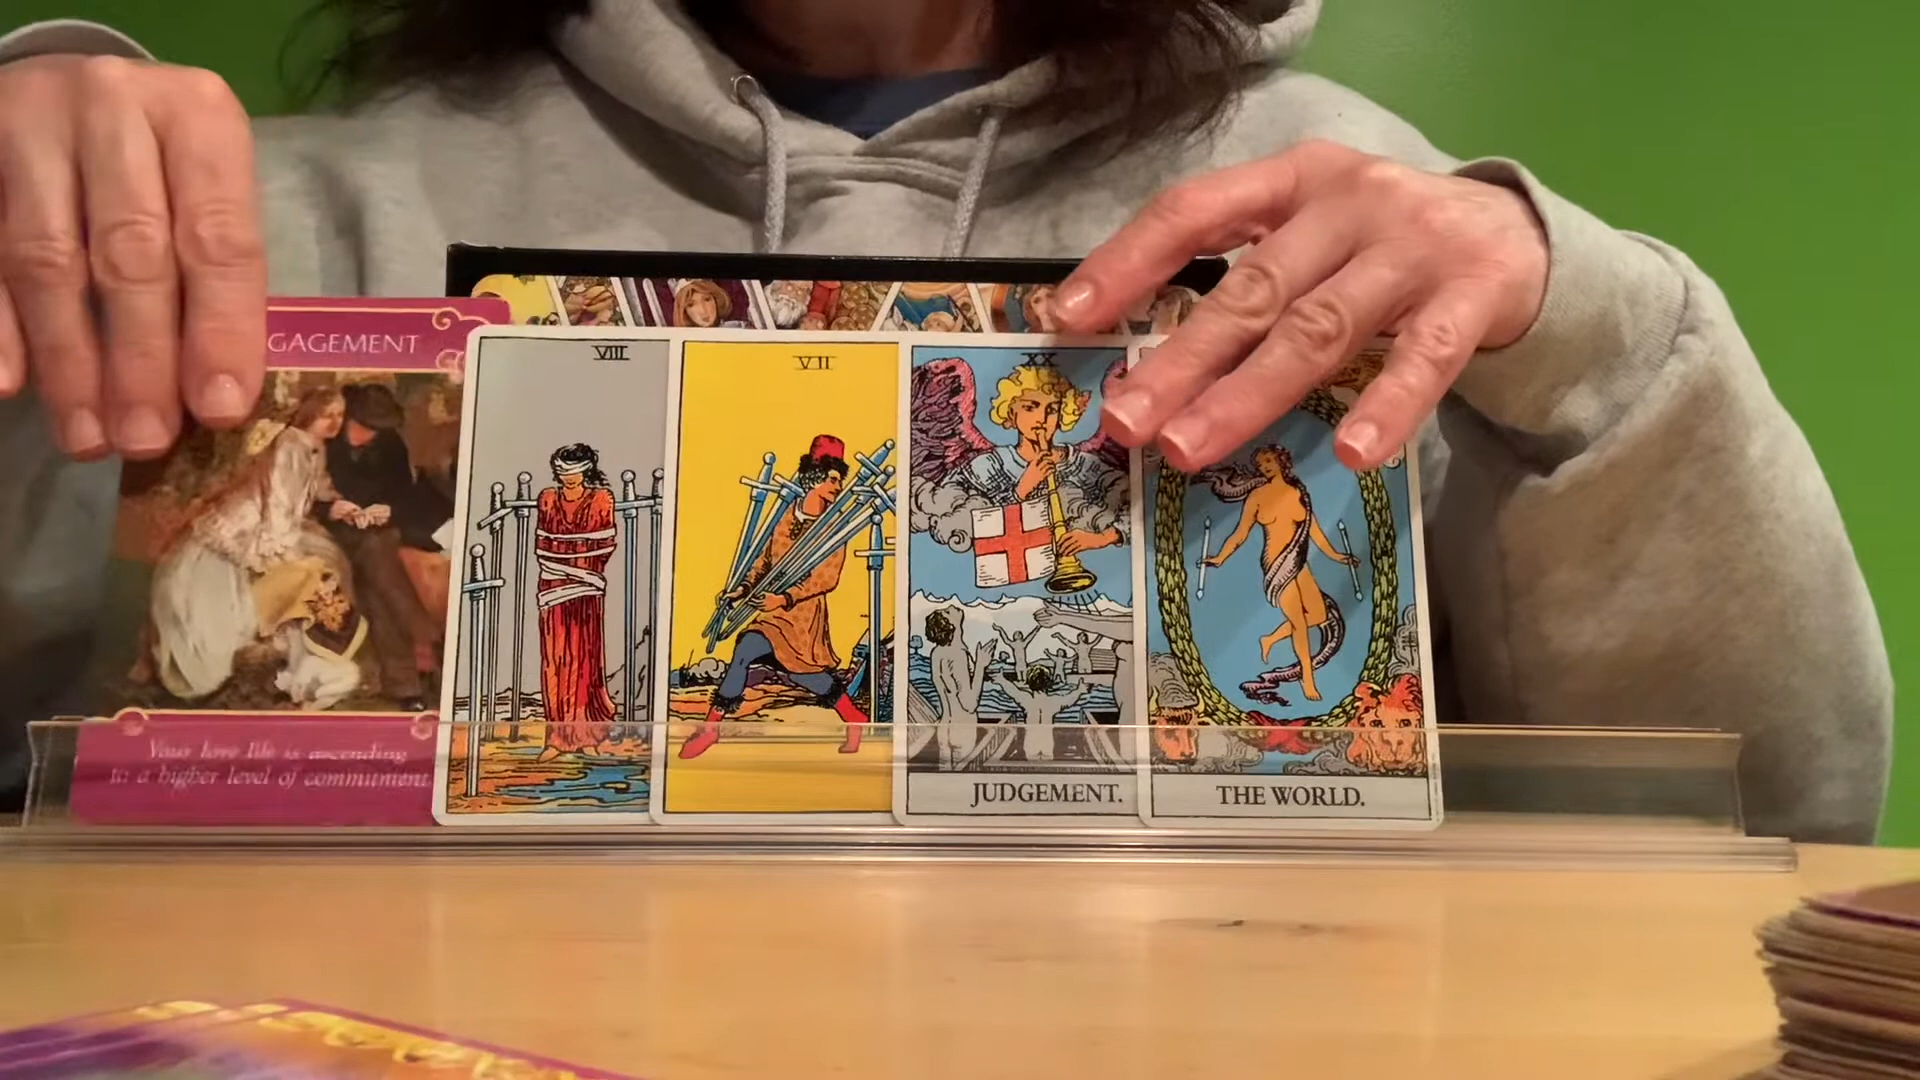 GAGEMENT
VIII
VII
XX
Your love life is ascending
to a higher level of commitment.
JUDGEMENT.
THE WORLD.